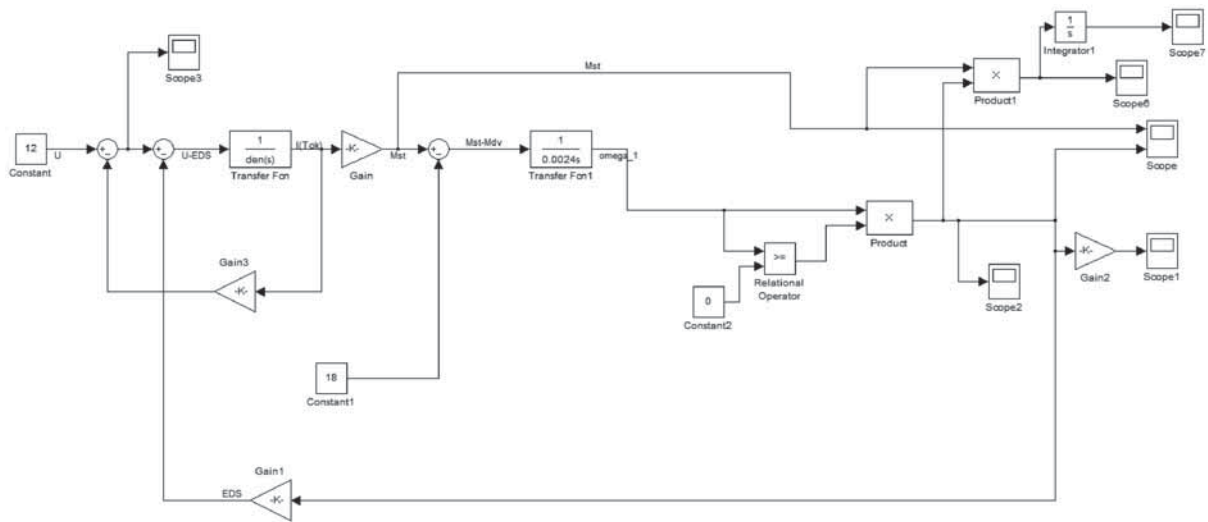 Scope3
12
U
Constant
U-EDS
1
den(s)
Transfer Fcn
I(Tok)
-K-
Gain
Mst
Mst
Mst-Mdv
1
0.0024s
Transfer Fcn1
omega_1
1
s
Integrator1
Scope7
×
Product1
Scope6
Scope
×
Product
>=
Relational
Operator
0
Constant2
Scope2
-K-
Gain2
Scope1
Gain3
-K-
18
Constant1
Gain1
-K-
EDS